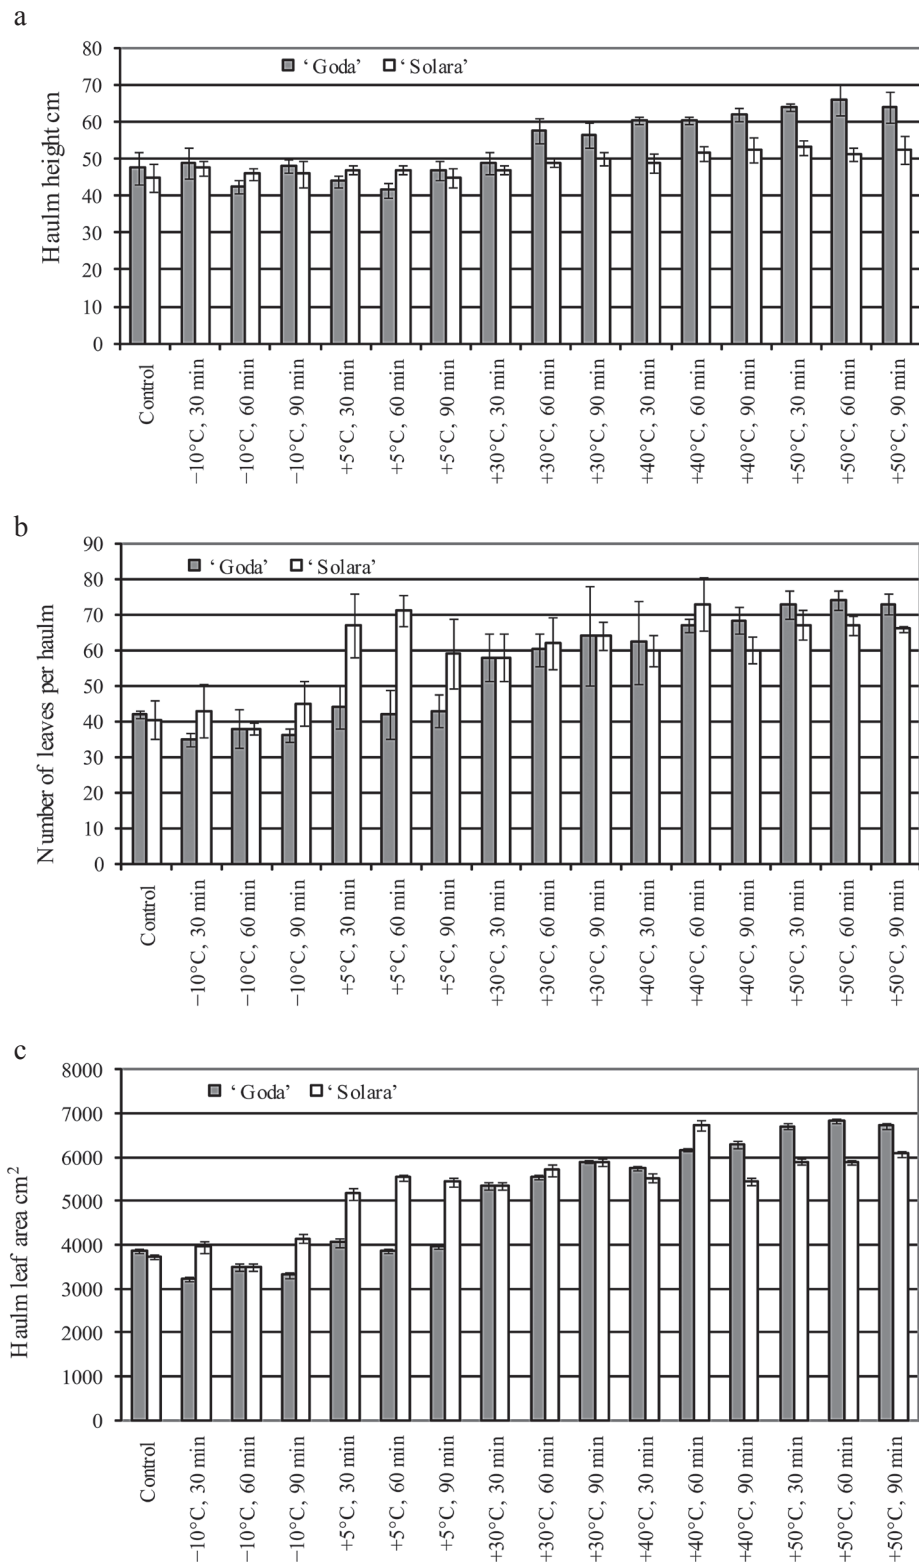 a
Haulm height cm
80
70
60
50
40
30
20
10
0
‘Goda’ ‘Solara’
Control
−10°C, 30 min
−10°C, 60 min
−10°C, 90 min
+5°C, 30 min
+5°C, 60 min
+5°C, 90 min
+30°C, 30 min
+30°C, 60 min
+30°C, 90 min
+40°C, 30 min
+40°C, 60 min
+40°C, 90 min
+50°C, 30 min
+50°C, 60 min
+50°C, 90 min
b
Number of leaves per haulm
90
80
70
60
50
40
30
20
10
0
‘Goda’ ‘Solara’
Control
−10°C, 30 min
−10°C, 60 min
−10°C, 90 min
+5°C, 30 min
+5°C, 60 min
+5°C, 90 min
+30°C, 30 min
+30°C, 60 min
+30°C, 90 min
+40°C, 30 min
+40°C, 60 min
+40°C, 90 min
+50°C, 30 min
+50°C, 60 min
+50°C, 90 min
c
Haulm leaf area cm²
8000
7000
6000
5000
4000
3000
2000
1000
0
‘Goda’ ‘Solara’
Control
−10°C, 30 min
−10°C, 60 min
−10°C, 90 min
+5°C, 30 min
+5°C, 60 min
+5°C, 90 min
+30°C, 30 min
+30°C, 60 min
+30°C, 90 min
+40°C, 30 min
+40°C, 60 min
+40°C, 90 min
+50°C, 30 min
+50°C, 60 min
+50°C, 90 min